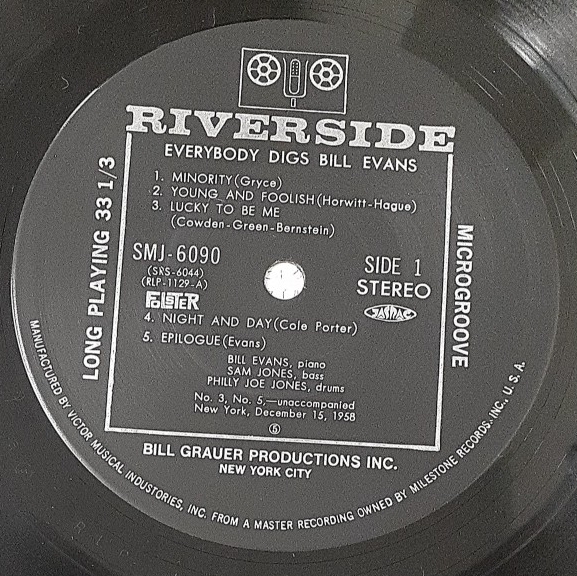 RIVERSIDE
EVERYBODY DIGS BILL EVANS
1. MINORITY (Gryce)
2. YOUNG AND FOOLISH (Horwitt-Hague)
3. LUCKY TO BE ME
(Cowden-Green-Bernstein)
SMJ-6090
(SRS-6044)
(RLP-1129-A)
SIDE 1
STEREO
JASRAC
4. NIGHT AND DAY (Cole Porter)
5. EPILOGUE (Evans)
BILL EVANS, piano
SAM JONES, bass
PHILLY JOE JONES, drums
No. 3, No. 5,—unaccompanied
New York, December 15, 1958
BILL GRAUER PRODUCTIONS INC.
NEW YORK CITY
LONG PLAYING 33 1/3
MICROGROOVE
MANUFACTURED BY VICTOR MUSICAL INDUSTRIES, INC. FROM A MASTER RECORDING OWNED BY MILESTONE RECORDS. INC., U. S. A.